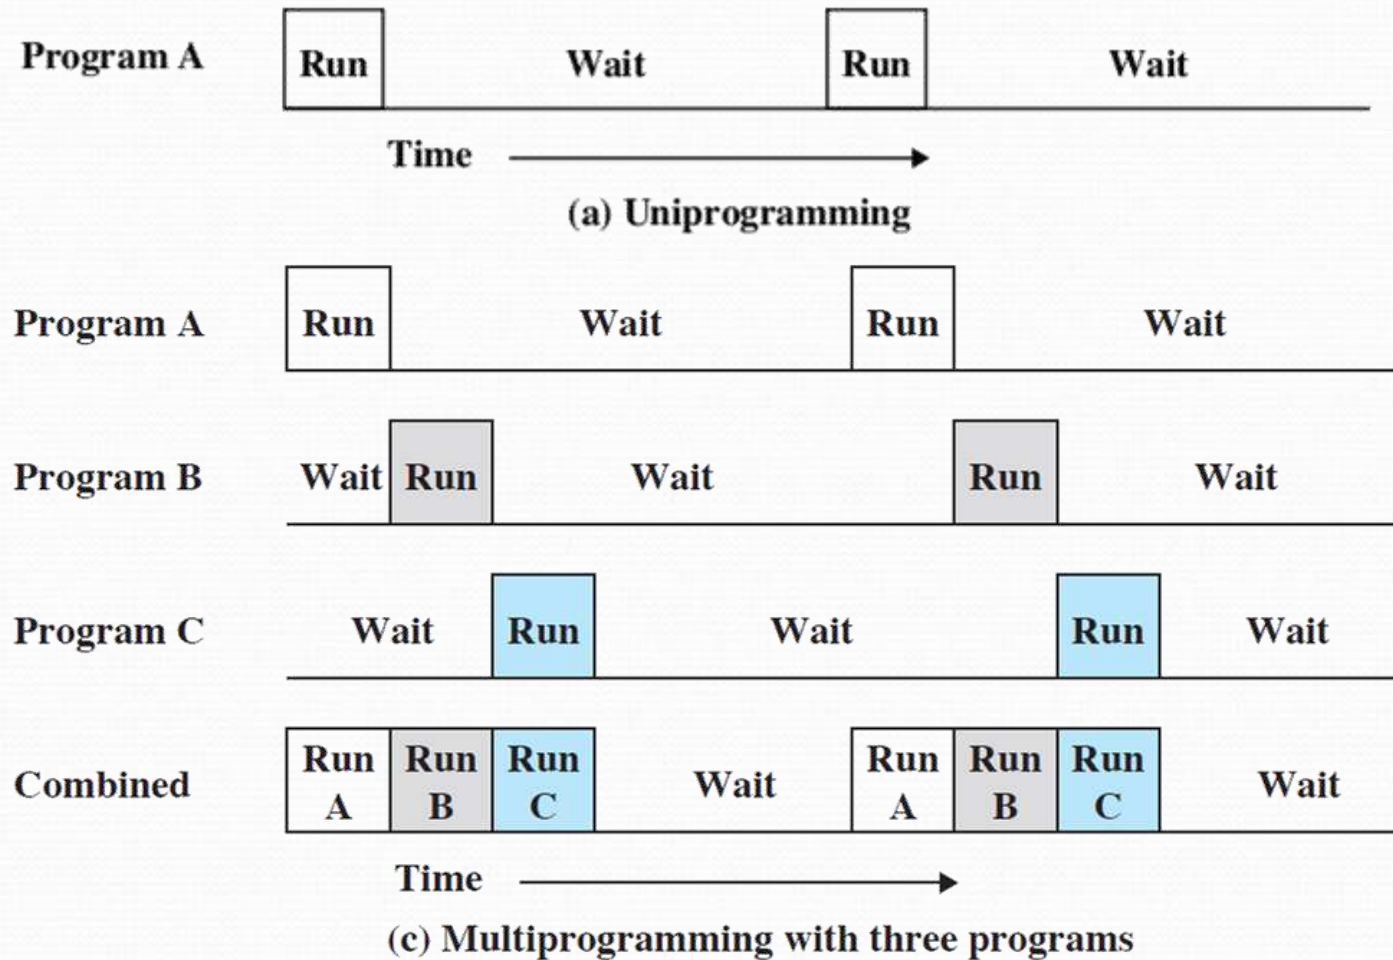 Program A Run Wait Run Wait
Time
(a) Uniprogramming
Program A Run Wait Run Wait
Program B Wait Run Wait Run Wait
Program C Wait Run Wait Run Wait
Combined Run A Run B Run C Wait Run A Run B Run C Wait
Time
(c) Multiprogramming with three programs